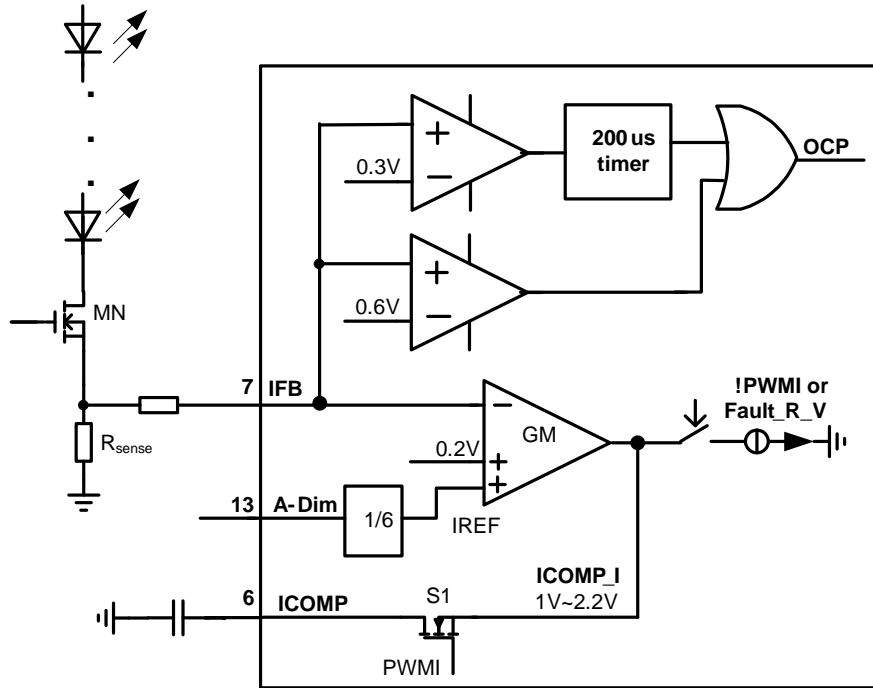 200 us
timer
OCP
0.3V
MN
0.6V
7 IFB
!PWMI or
Fault_R_V
GM
Rsense
0.2V
13 A-Dim
1/6
IREF
ICOMP_I
1V~2.2V
6 ICOMP
S1
PWMI